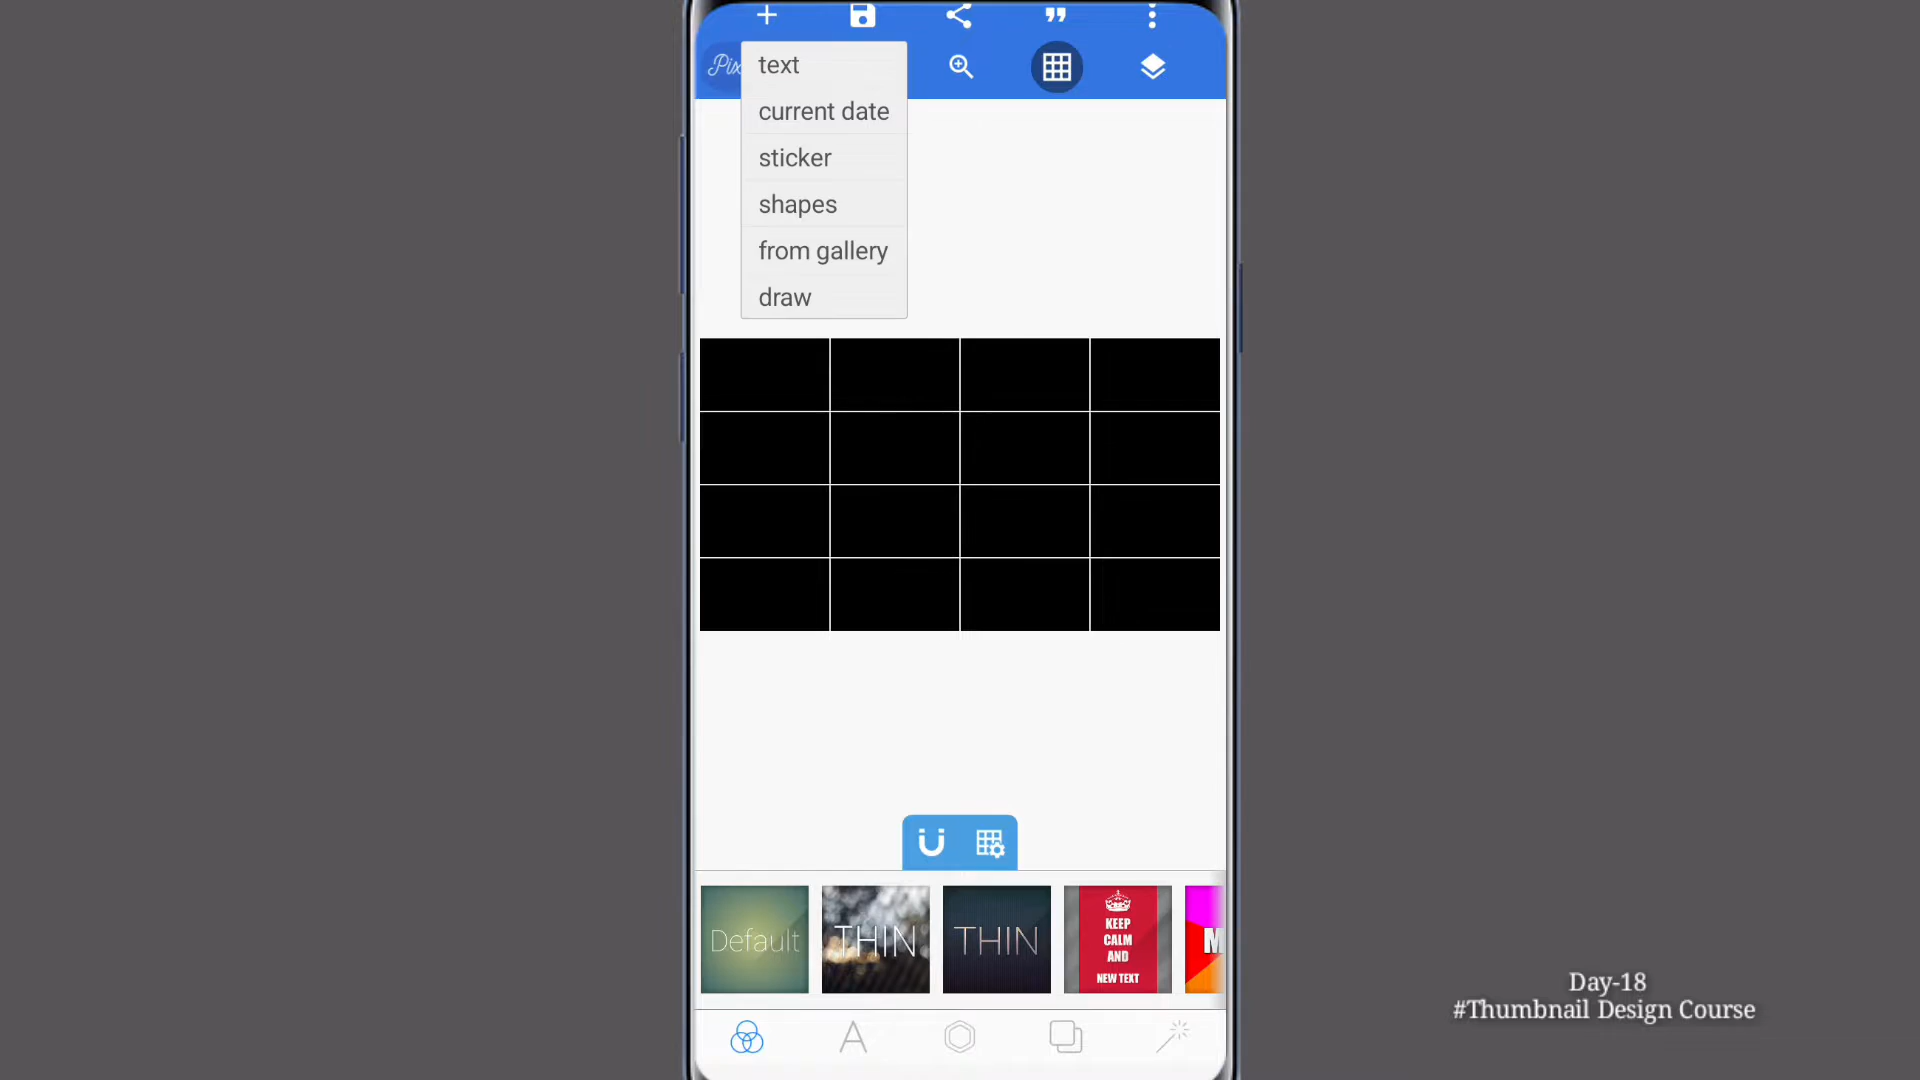 Pix
text
current date
sticker
shapes
from gallery
draw
Default
THIN
THIN
KEEP
CALM
AND
NEW TEXT
M
Day-18
#Thumbnail Design Course